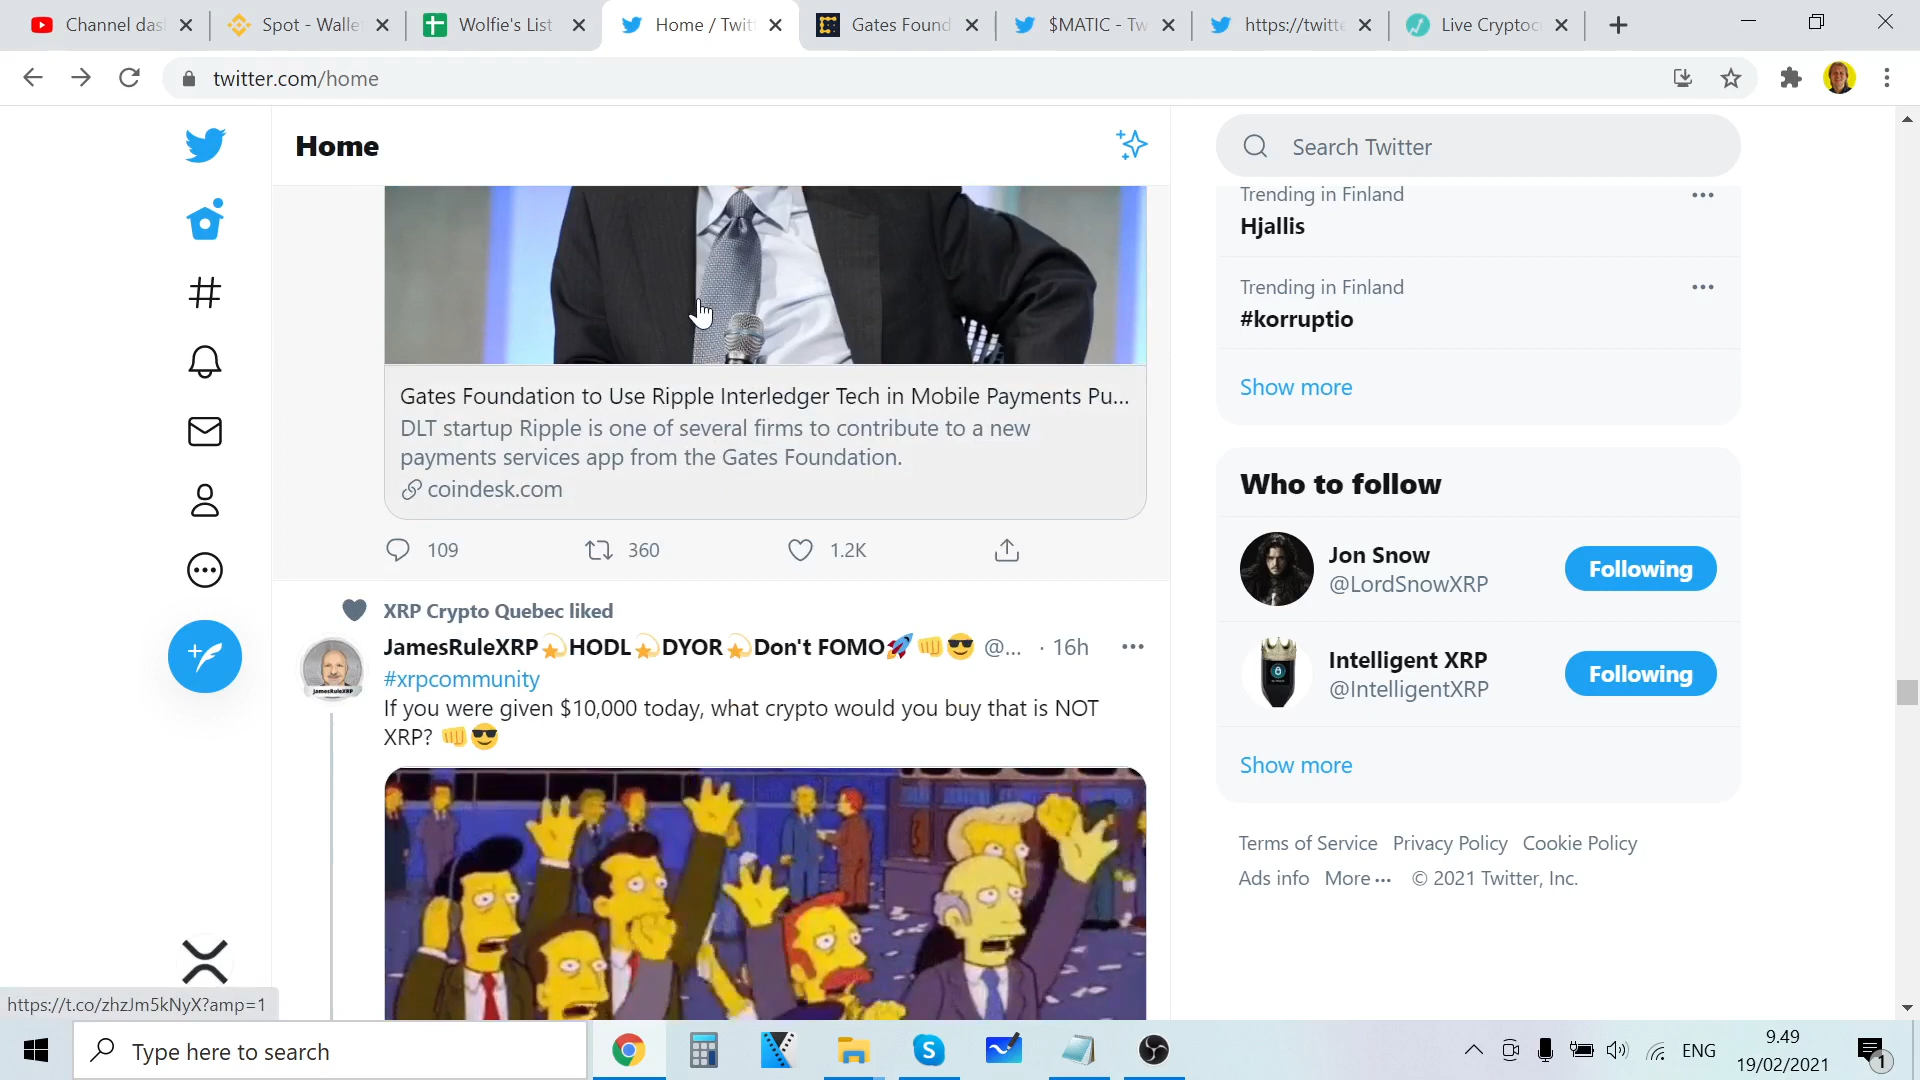 Channel das
Spot - Walle
Wolfie's List
Home / Twit
Gates Found
$MATIC - Tw
https://twitte
Live Cryptoc
twitter.com/home
Home
Search Twitter
Trending in Finland
Hjallis
Trending in Finland
#korruptio
Show more
Gates Foundation to Use Ripple Interledger Tech in Mobile Payments Pu...
DLT startup Ripple is one of several firms to contribute to a new
payments services app from the Gates Foundation.
coindesk.com
109
360
1.2K
XRP Crypto Quebec liked
JamesRuleXRP💫HODL💫DYOR💫Don't FOMO🚀👊😎 @... · 16h
#xrpcommunity
If you were given $10,000 today, what crypto would you buy that is NOT
XRP? 👊😎
JamesRuleXRP
Who to follow
Jon Snow
@LordSnowXRP
Following
Intelligent XRP
@IntelligentXRP
Following
Show more
Terms of Service Privacy Policy Cookie Policy
Ads info More ··· © 2021 Twitter, Inc.
https://t.co/zhzJm5kNyX?amp=1
Type here to search
ENG
9.49
19/02/2021
1